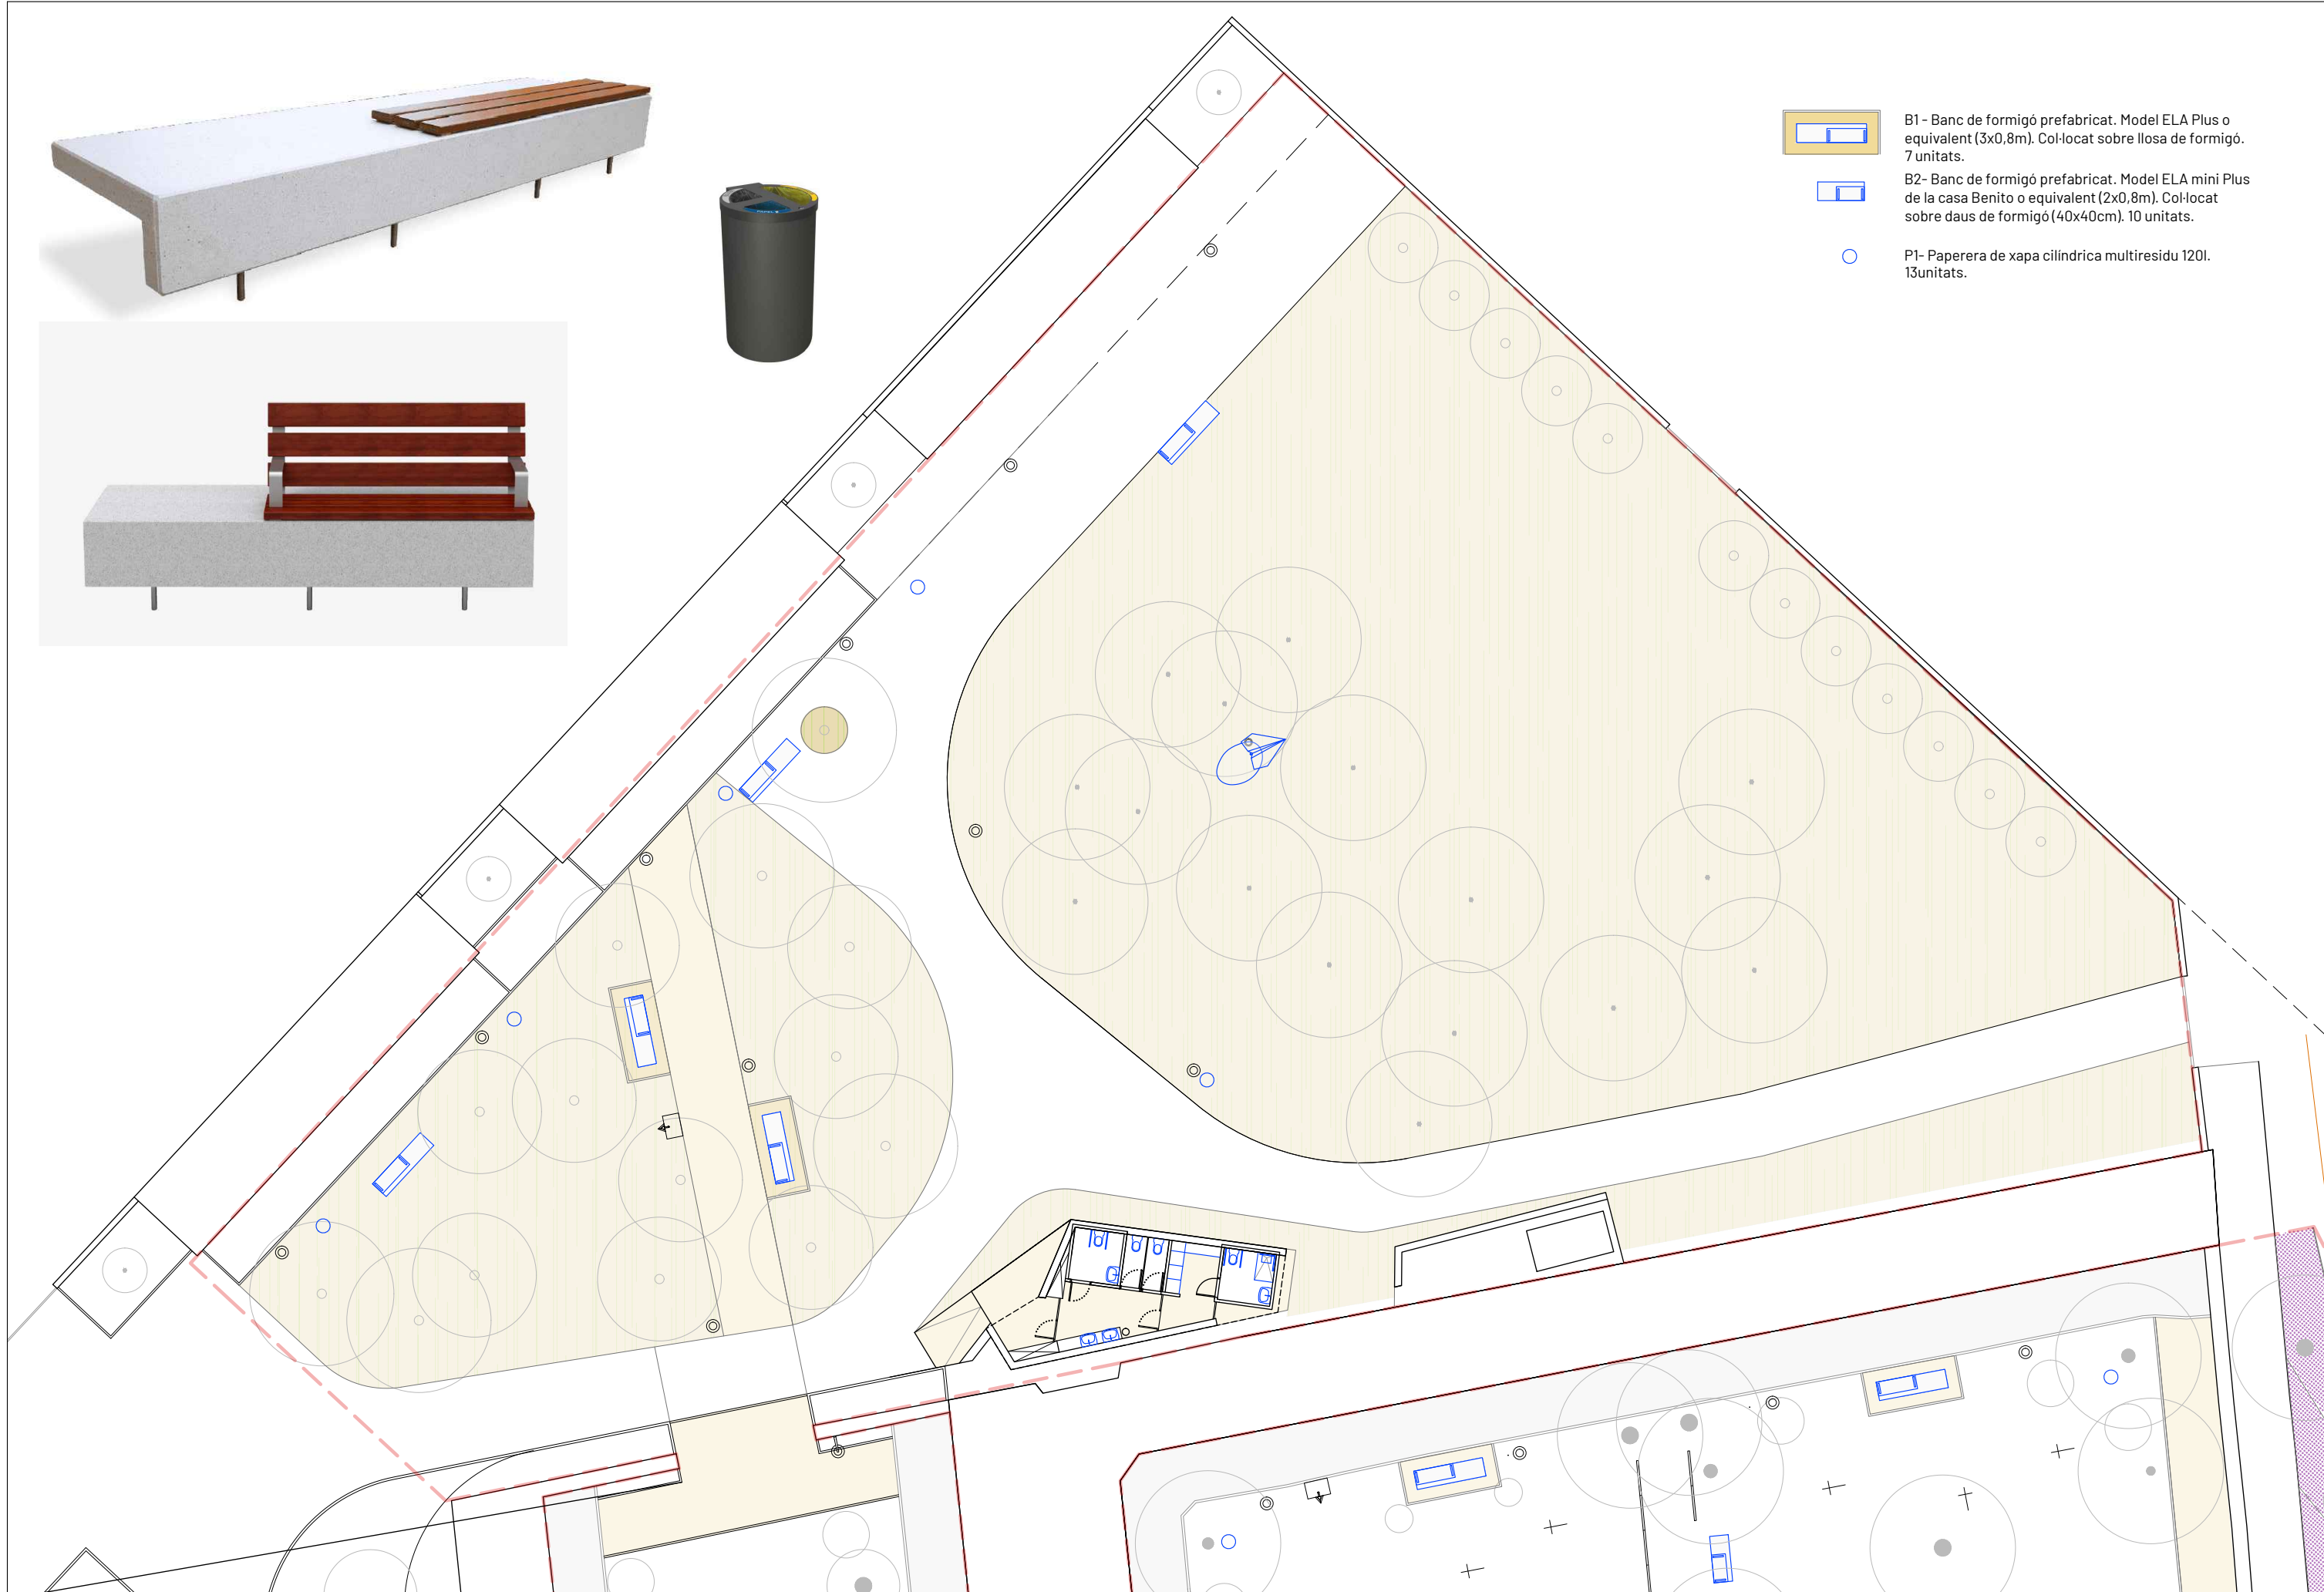 B1 - Banc de formigó prefabricat. Model ELA Plus o
equivalent (3x0,8m). Col·locat sobre llosa de formigó.
7 unitats.
B2- Banc de formigó prefabricat. Model ELA mini Plus
de la casa Benito o equivalent (2x0,8m). Col·locat
sobre daus de formigó (40x40cm). 10 unitats.
P1- Paperera de xapa cilíndrica multiresidu 120l.
13unitats.